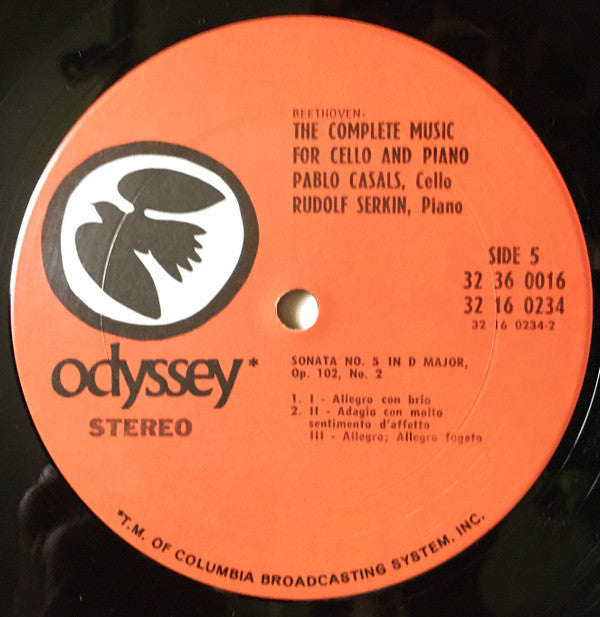 BEETHOVEN:
THE COMPLETE MUSIC
FOR CELLO AND PIANO
PABLO CASALS, Cello
RUDOLF SERKIN, Piano
SIDE 5
32 36 0016
32 16 0234
32 16 0234-2
odyssey*
STEREO
SONATA NO. 5 IN D MAJOR,
Op. 102, No. 2
1. I - Allegro con brio
2. II - Adagio con molto
sentimento d'affetto
III - Allegro; Allegro fugato
*T.M. OF COLUMBIA BROADCASTING SYSTEM, INC.